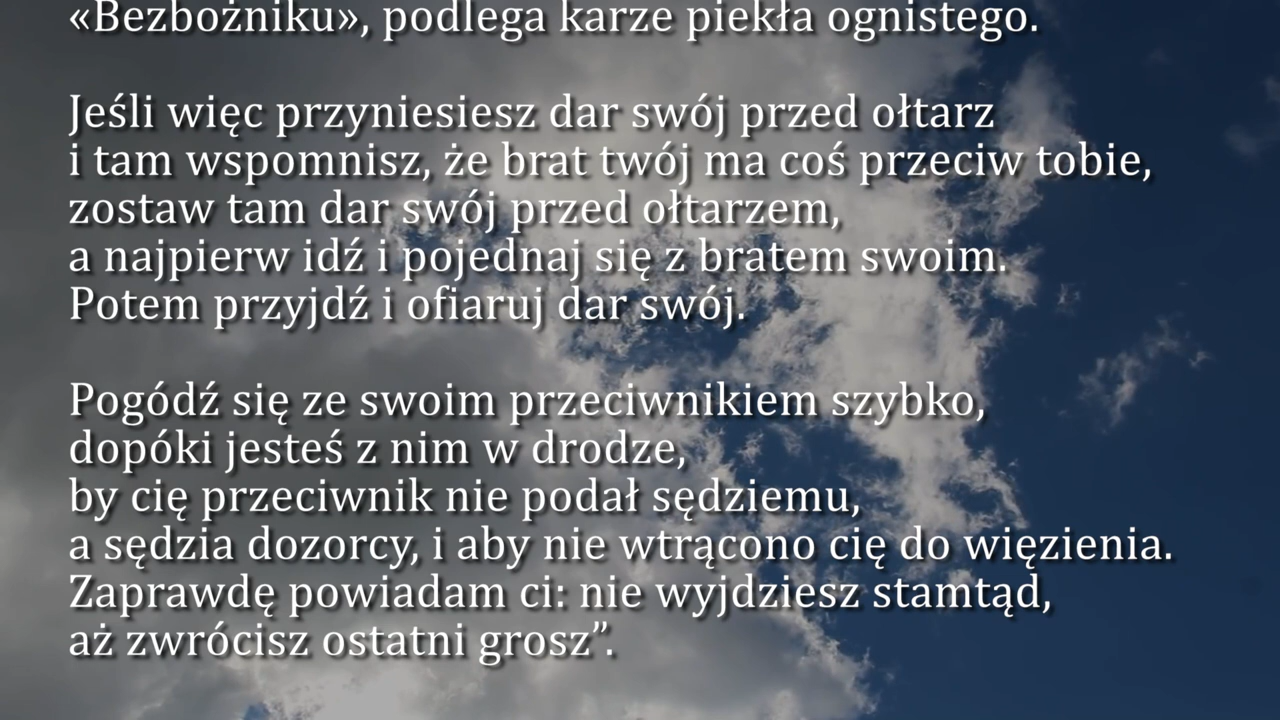 «Bezbożniku», podlega karze piekła ognistego.
Jeśli więc przyniesiesz dar swój przed ołtarz
i tam wspomnisz, że brat twój ma coś przeciw tobie,
zostaw tam dar swój przed ołtarzem,
a najpierw idź i pojednaj się z bratem swoim.
Potem przyjdź i ofiaruj dar swój.
Pogódź się ze swoim przeciwnikiem szybko,
dopóki jesteś z nim w drodze,
by cię przeciwnik nie podał sędziemu,
a sędzia dozorcy, i aby nie wtrącono cię do więzienia.
Zaprawdę powiadam ci: nie wyjdziesz stamtąd,
aż zwrócisz ostatni grosz”.